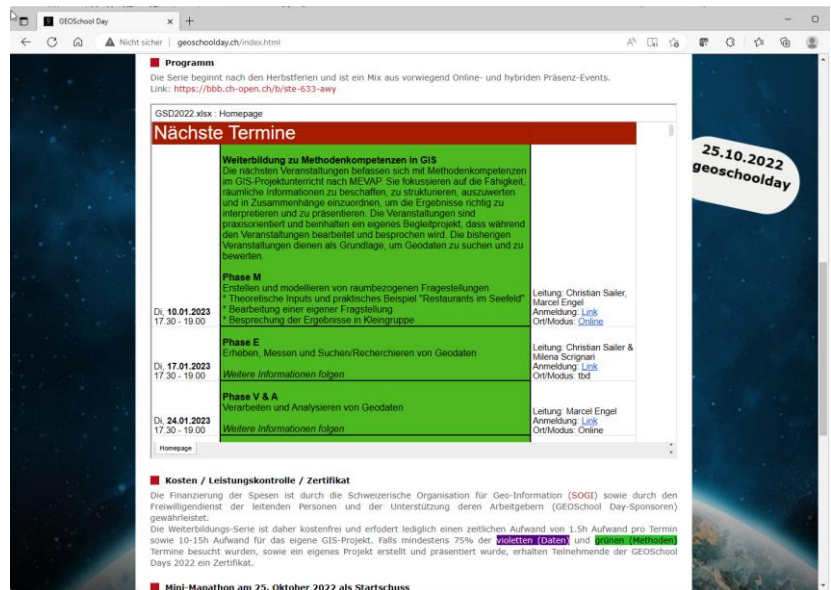 GEOSchool Day
Nicht sicher
geoschoolday.ch/index.html
Programm
Die Serie beginnt nach den Herbstferien und ist ein Mix aus vorwiegend Online- und hybriden Präsenz-Events.
Link: https://bbb.ch-open.ch/b/ste-633-awy
GSD2022.xlsx : Homepage
Nächste Termine
Weiterbildung zu Methodenkompetenzen in GIS
Die nächsten Veranstaltungen befassen sich mit Methodenkompetenzen
im GIS-Projektunterricht nach MEVAP. Sie fokussieren auf die Fähigkeit,
räumliche Informationen zu beschaffen, zu strukturieren, auszuwerten
und in Zusammenhänge einzuordnen, um die Ergebnisse richtig zu
interpretieren und zu präsentieren. Die Veranstaltungen sind
praxisorientiert und beinhalten ein eigenes Begleitprojekt, dass während
den Veranstaltungen bearbeitet und besprochen wird. Die bisherigen
Veranstaltungen dienen als Grundlage, um Geodaten zu suchen und zu
bewerten.
Phase M
Erstellen und modellieren von raumbezogenen Fragestellungen
* Theoretische Inputs und praktisches Beispiel "Restaurants im Seefeld"
* Bearbeitung einer eigener Fragstellung
* Besprechung der Ergebnisse in Kleingruppe
Di, 10.01.2023
17.30 - 19.00
Leitung: Christian Sailer,
Marcel Engel
Anmeldung: Link
Ort/Modus: Online
Phase E
Erheben, Messen und Suchen/Recherchieren von Geodaten
Weitere Informationen folgen
Di, 17.01.2023
17.30 - 19.00
Leitung: Christian Sailer &
Milena Scrignari
Anmeldung: Link
Ort/Modus: tbd
Phase V & A
Verarbeiten und Analysieren von Geodaten
Weitere Informationen folgen
Di, 24.01.2023
17.30 - 19.00
Leitung: Marcel Engel
Anmeldung: Link
Ort/Modus: Online
Homepage
25.10.2022
geoschoolday
Kosten / Leistungskontrolle / Zertifikat
Die Finanzierung der Spesen ist durch die Schweizerische Organisation für Geo-Information (SOGI) sowie durch den
Freiwilligendienst der leitenden Personen und der Unterstützung deren Arbeitgebern (GEOSchool Day-Sponsoren)
gewährleistet.
Die Weiterbildungs-Serie ist daher kostenfrei und erfodert lediglich einen zeitlichen Aufwand von 1.5h Aufwand pro Termin
sowie 10-15h Aufwand für das eigene GIS-Projekt. Falls mindestens 75% der violetten (Daten) und grünen (Methoden)
Termine besucht wurden, sowie ein eigenes Projekt erstellt und präsentiert wurde, erhalten Teilnehmende der GEOSchool
Days 2022 ein Zertifikat.
Mini-Mapathon am 25. Oktober 2022 als Startschuss